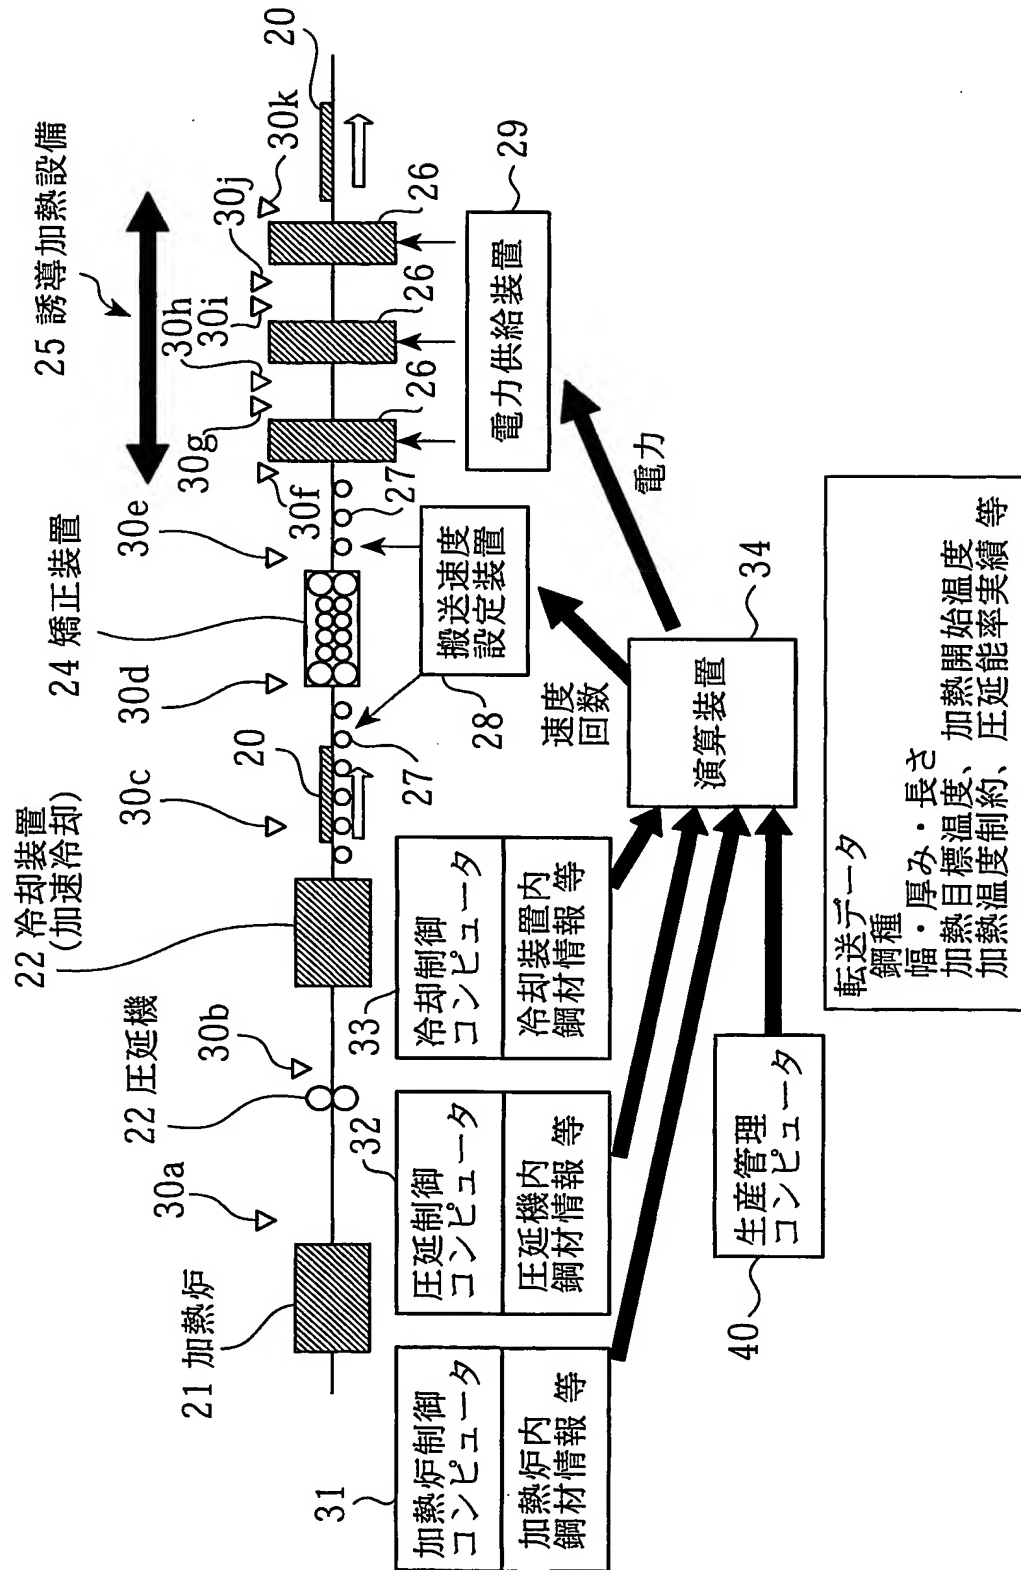 25 誘導加熱設備
24 矯正装置
22 冷却装置
(加速冷却)
22 圧延機
21 加熱炉
30a
30b
30c
30d
30e
30f
30g
30h
30i
30j
30k
20
20
26
26
26
27
27
28
29
搬送速度
設定装置
電力供給装置
速度
回数
電力
31
加熱炉制御
コンピュータ
加熱炉内
鋼材情報 等
32
圧延制御
コンピュータ
圧延機内
鋼材情報 等
33
冷却制御
コンピュータ
冷却装置内
鋼材情報 等
34
演算装置
40
生産管理
コンピュータ
転送データ
鋼種
幅・厚み・長さ
加熱目標温度、加熱開始温度
加熱温度制約、圧延能率実績 等